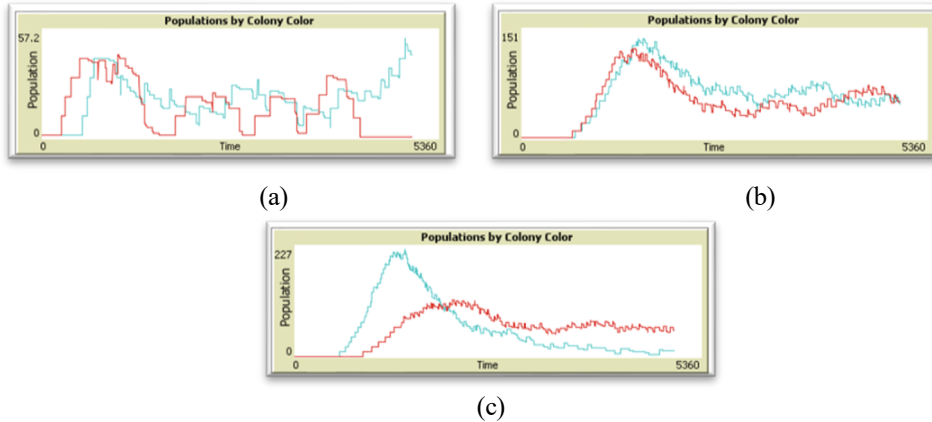 Populations by Colony Color
57.2
Population
0
0
Time
5360
(a)
Populations by Colony Color
151
Population
0
0
Time
5360
(b)
Populations by Colony Color
227
Population
0
0
Time
5360
(c)